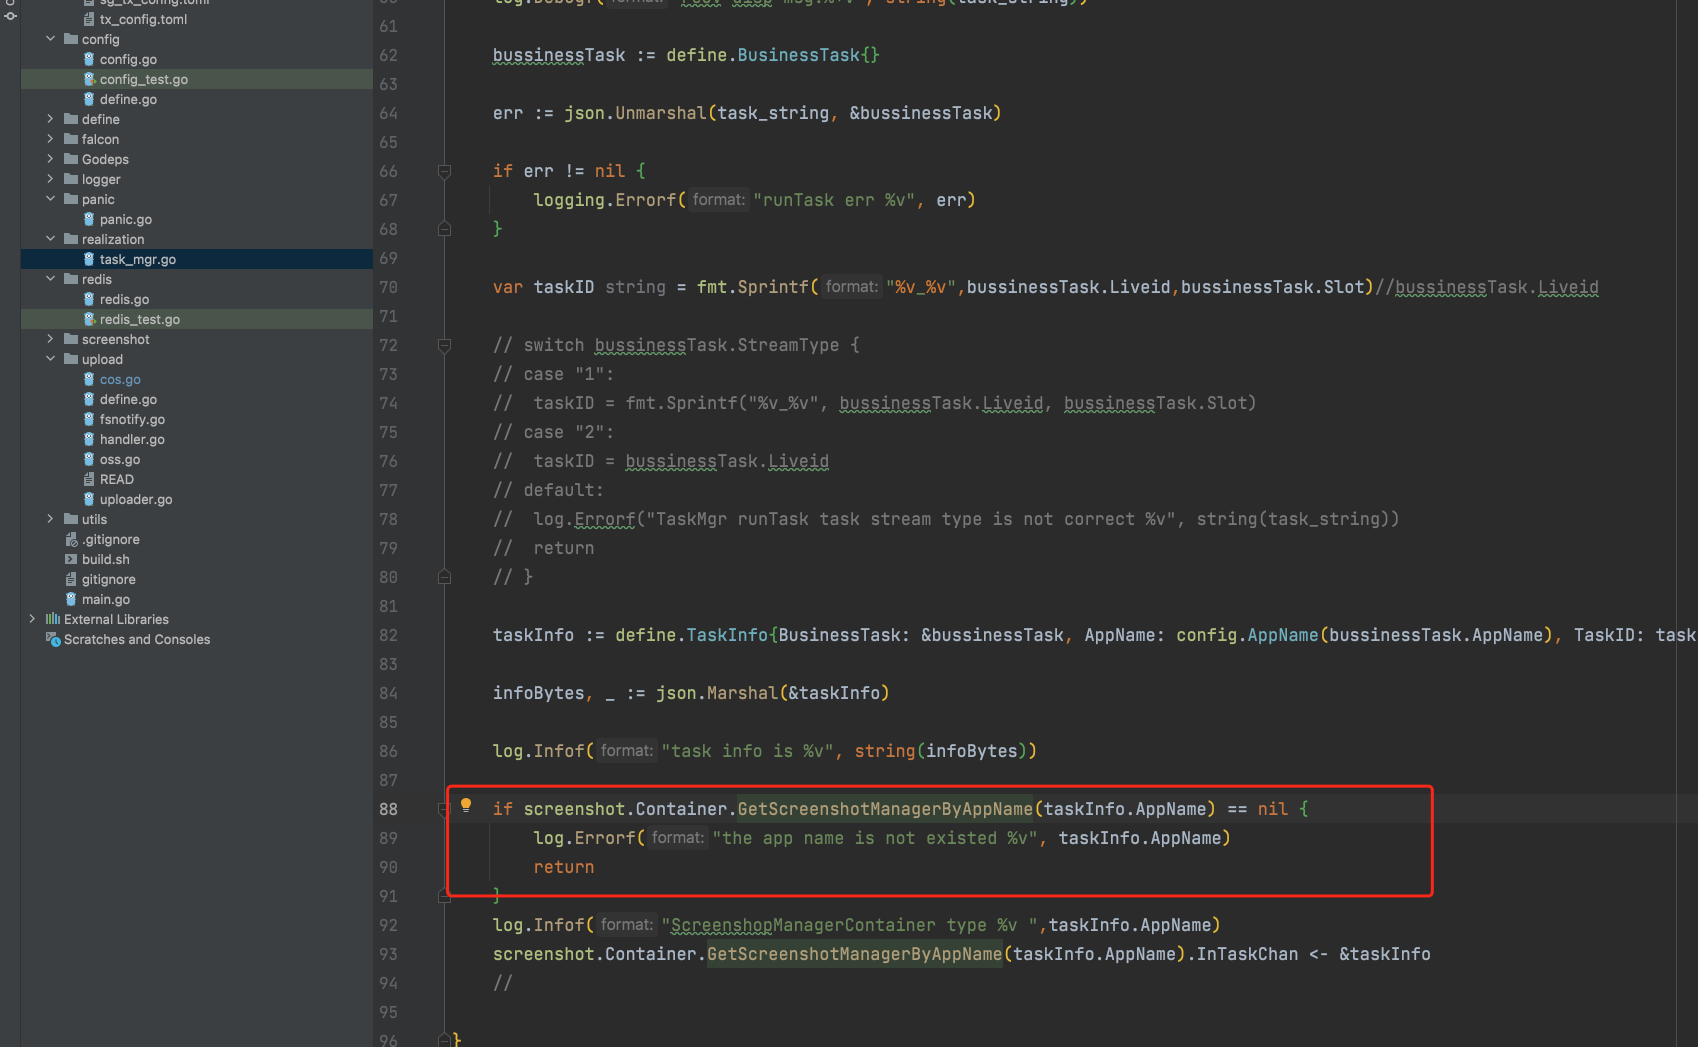 sg_tx_config.toml
tx_config.toml
config
config.go
config_test.go
define.go
define
falcon
Godeps
logger
panic
panic.go
realization
task_mgr.go
redis
redis.go
redis_test.go
screenshot
upload
cos.go
define.go
fsnotify.go
handler.go
oss.go
READ
uploader.go
utils
.gitignore
build.sh
gitignore
main.go
External Libraries
Scratches and Consoles
61
62 bussinessTask := define.BusinessTask{}
63
64 err := json.Unmarshal(task_string, &bussinessTask)
65
66 if err != nil {
67 logging.Errorf( format: "runTask err %v", err)
68 }
69
70 var taskID string = fmt.Sprintf( format: "%v_%v",bussinessTask.Liveid,bussinessTask.Slot)//bussinessTask.Liveid
71
72 // switch bussinessTask.StreamType {
73 // case "1":
74 // taskID = fmt.Sprintf("%v_%v", bussinessTask.Liveid, bussinessTask.Slot)
75 // case "2":
76 // taskID = bussinessTask.Liveid
77 // default:
78 // log.Errorf("TaskMgr runTask task stream type is not correct %v", string(task_string))
79 // return
80 // }
81
82 taskInfo := define.TaskInfo{BusinessTask: &bussinessTask, AppName: config.AppName(bussinessTask.AppName), TaskID: task
83
84 infoBytes, _ := json.Marshal(&taskInfo)
85
86 log.Infof( format: "task info is %v", string(infoBytes))
87
88 if screenshot.Container.GetScreenshotManagerByAppName(taskInfo.AppName) == nil {
89 log.Errorf( format: "the app name is not existed %v", taskInfo.AppName)
90 return
91 }
92 log.Infof( format: "ScreenshopManagerContainer type %v ",taskInfo.AppName)
93 screenshot.Container.GetScreenshotManagerByAppName(taskInfo.AppName).InTaskChan <- &taskInfo
94 //
95
96 }